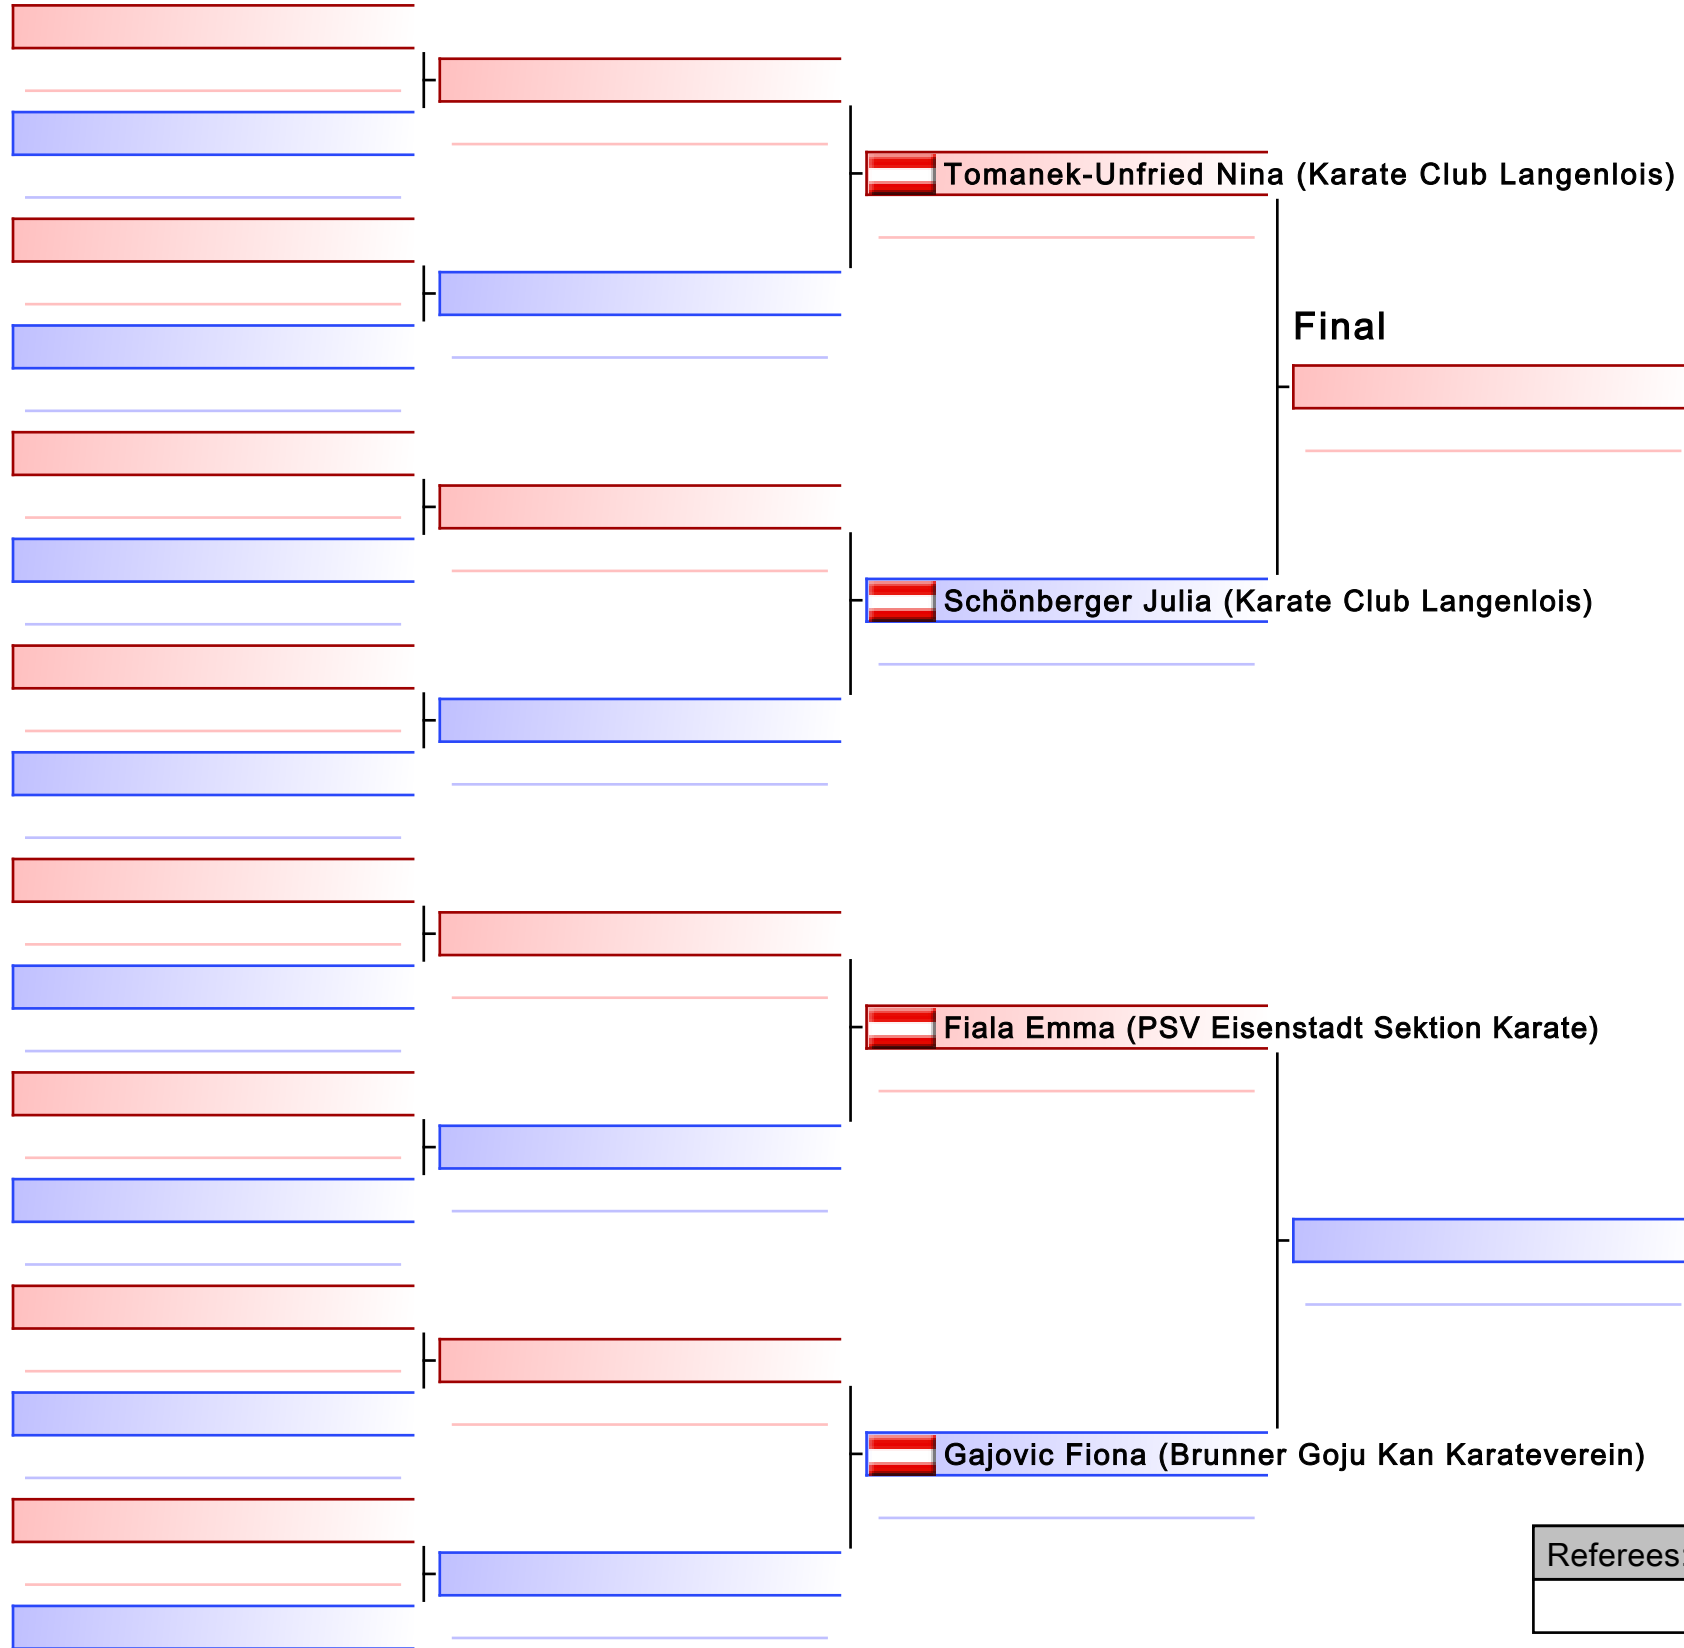 Tomanek-Unfried Nina (Karate Club Langenlois)
Final
Schönberger Julia (Karate Club Langenlois)
Fiala Emma (PSV Eisenstadt Sektion Karate)
Gajovic Fiona (Brunner Goju Kan Karateverein)
Referees: